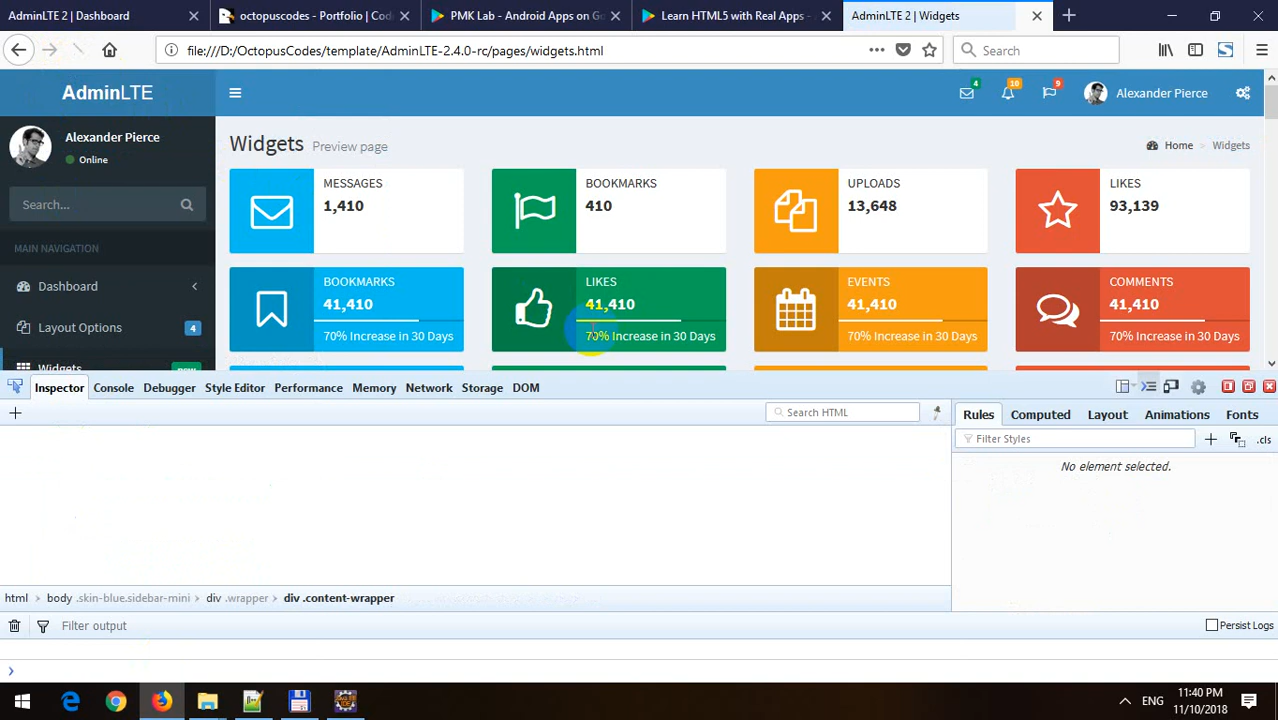 AdminLTE 2 | Dashboard
octopuscodes - Portfolio | Cod
PMK Lab - Android Apps on Go
Learn HTML5 with Real Apps -
AdminLTE 2 | Widgets
file:///D:/OctopusCodes/template/AdminLTE-2.4.0-rc/pages/widgets.html
Search
AdminLTE
4
10
9
Alexander Pierce
Alexander Pierce
Online
Search...
MAIN NAVIGATION
Dashboard
Layout Options
4
Widgets
new
Widgets Preview page
Home > Widgets
MESSAGES
1,410
BOOKMARKS
410
UPLOADS
13,648
LIKES
93,139
BOOKMARKS
41,410
70% Increase in 30 Days
LIKES
41,410
70% Increase in 30 Days
EVENTS
41,410
70% Increase in 30 Days
COMMENTS
41,410
70% Increase in 30 Days
Inspector Console Debugger Style Editor Performance Memory Network Storage DOM
Search HTML
Rules Computed Layout Animations Fonts
Filter Styles
.cls
No element selected.
html body .skin-blue.sidebar-mini div .wrapper div .content-wrapper
Filter output
Persist Logs
ENG
11:40 PM
11/10/2018